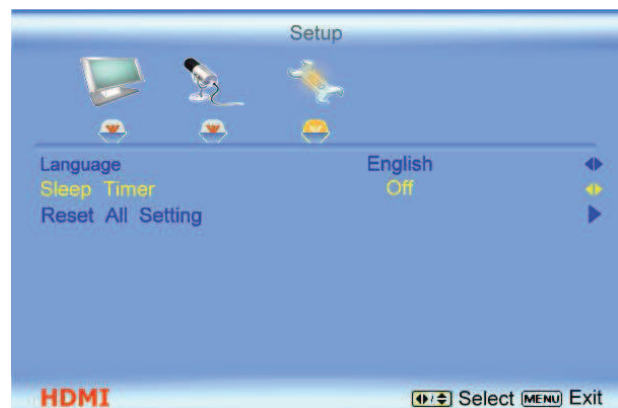 Setup
Language English
Sleep Timer Off
Reset All Setting
HDMI Select MENU Exit